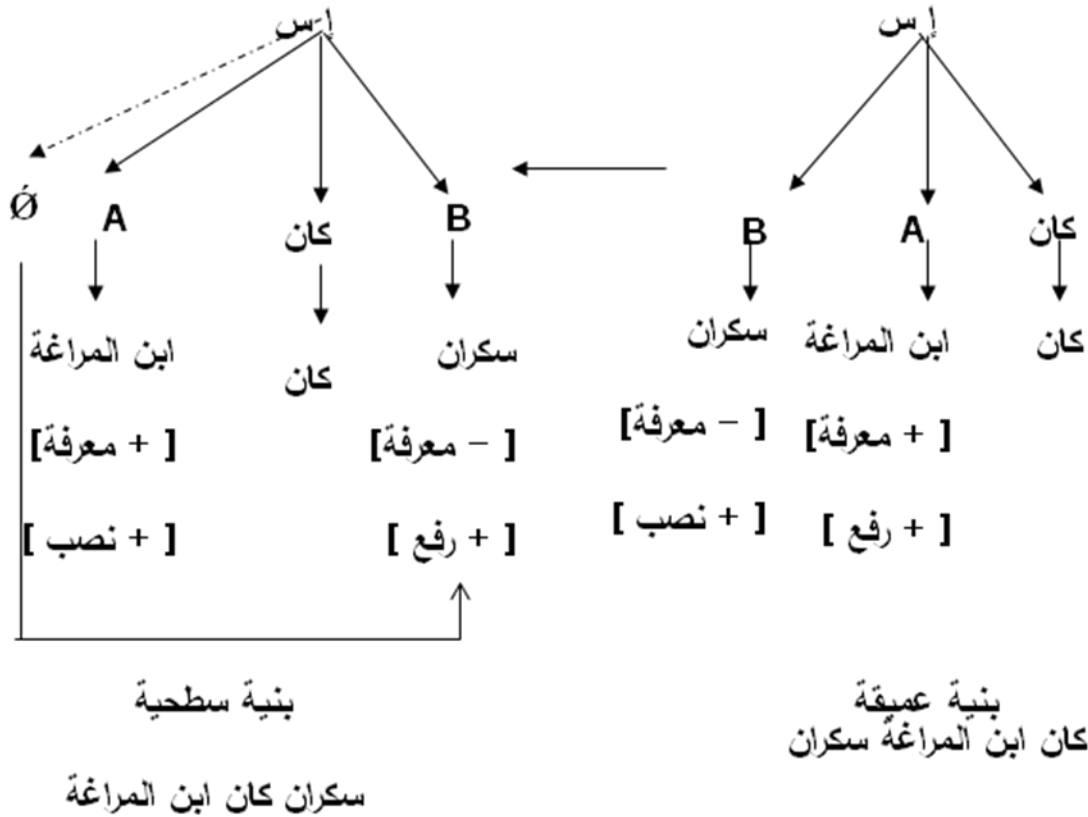 إ س
إ س
كان A B
B كان A Ǿ
كان ابن المراغة سكران
سكران كان ابن المراغة
[ + معرفة] [ – معرفة]
[ – معرفة] [ + معرفة]
[ + رفع ] [ + نصب ]
[ + رفع ] [ + نصب ]
بنية عميقة
كان ابن المراغة سكران
بنية سطحية
سكران كان ابن المراغة